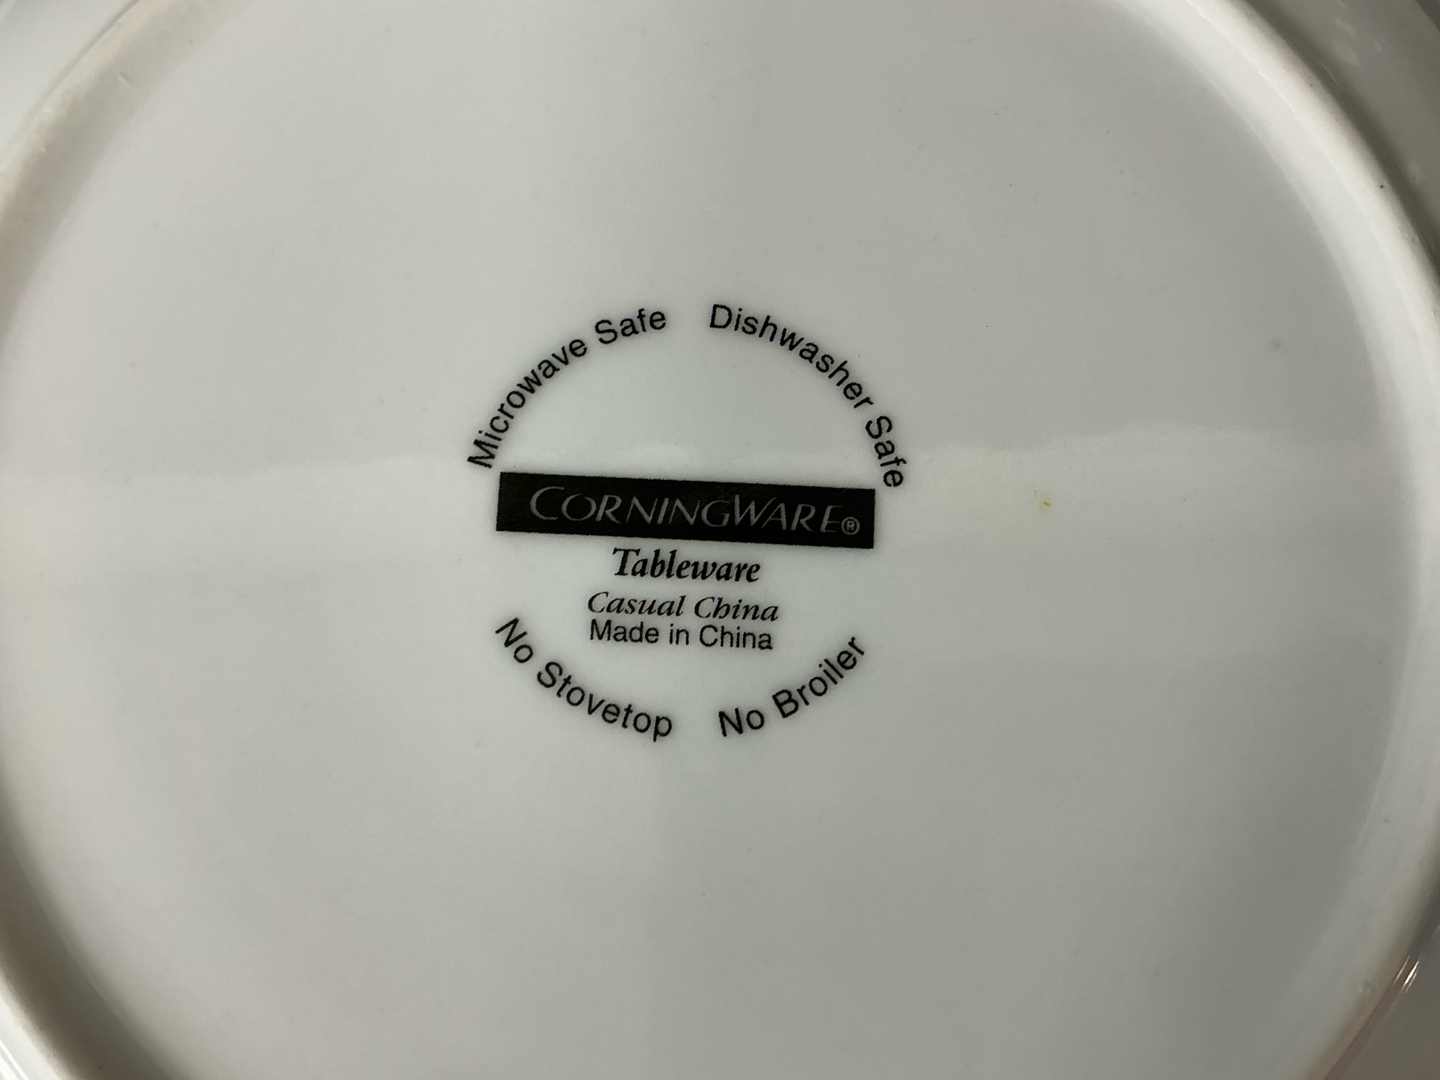 Microwave Safe
Dishwasher Safe
CORNINGWARE®
Tableware
Casual China
Made in China
No Stovetop
No Broiler